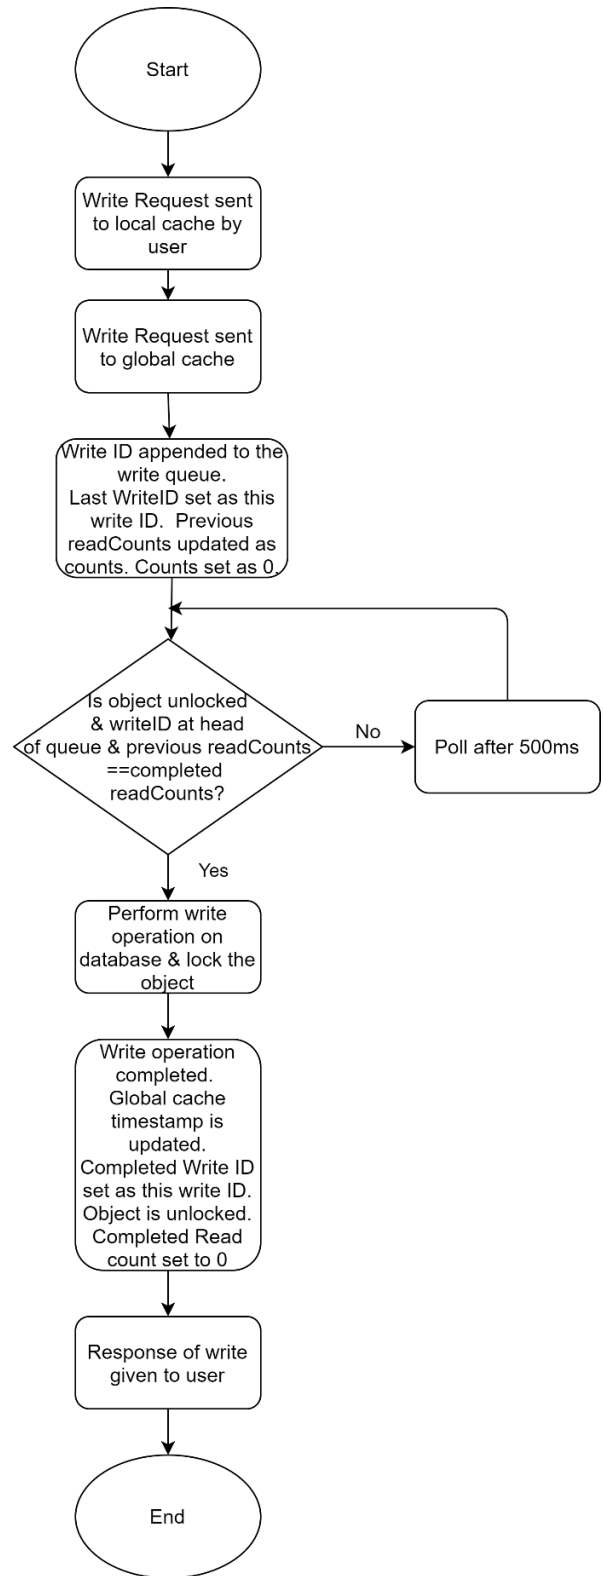 Start
Write Request sent
to local cache by
user
Write Request sent
to global cache
Write ID appended to the
write queue.
Last WriteID set as this
write ID. Previous
readCounts updated as
counts. Counts set as 0.
Is object unlocked
& writeID at head
of queue & previous readCounts
==completed
readCounts?
No
Poll after 500ms
Yes
Perform write
operation on
database & lock the
object
Write operation
completed.
Global cache
timestamp is
updated.
Completed Write ID
set as this write ID.
Object is unlocked.
Completed Read
count set to 0
Response of write
given to user
End